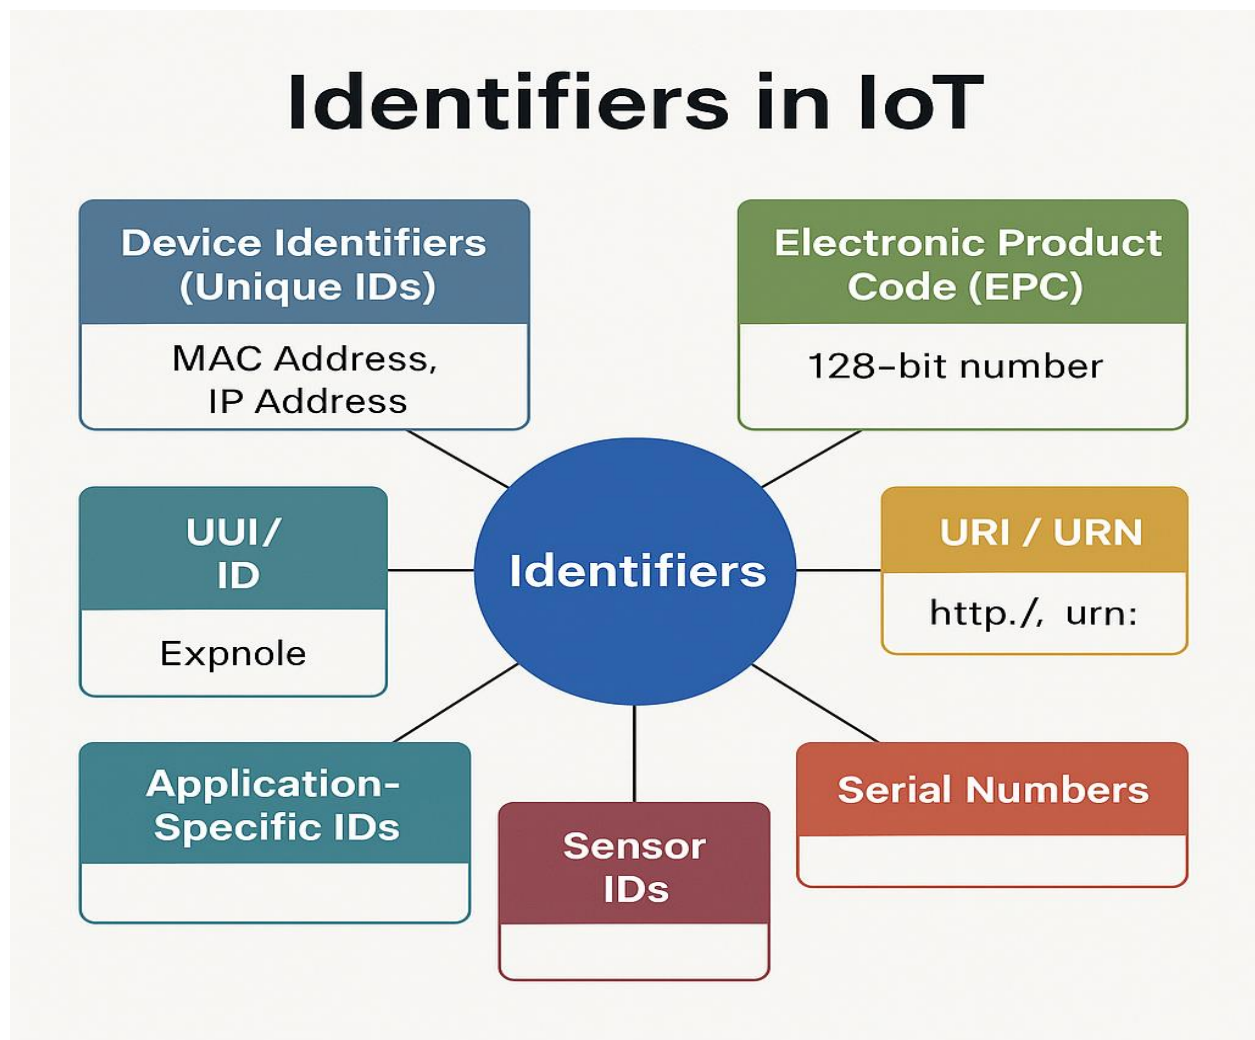 Identifiers in IoT
Device Identifiers
(Unique IDs)
MAC Address,
IP Address
Electronic Product
Code (EPC)
128-bit number
UUI/
ID
Expnole
Identifiers
URI / URN
http./, urn:
Application-
Specific IDs
Sensor
IDs
Serial Numbers